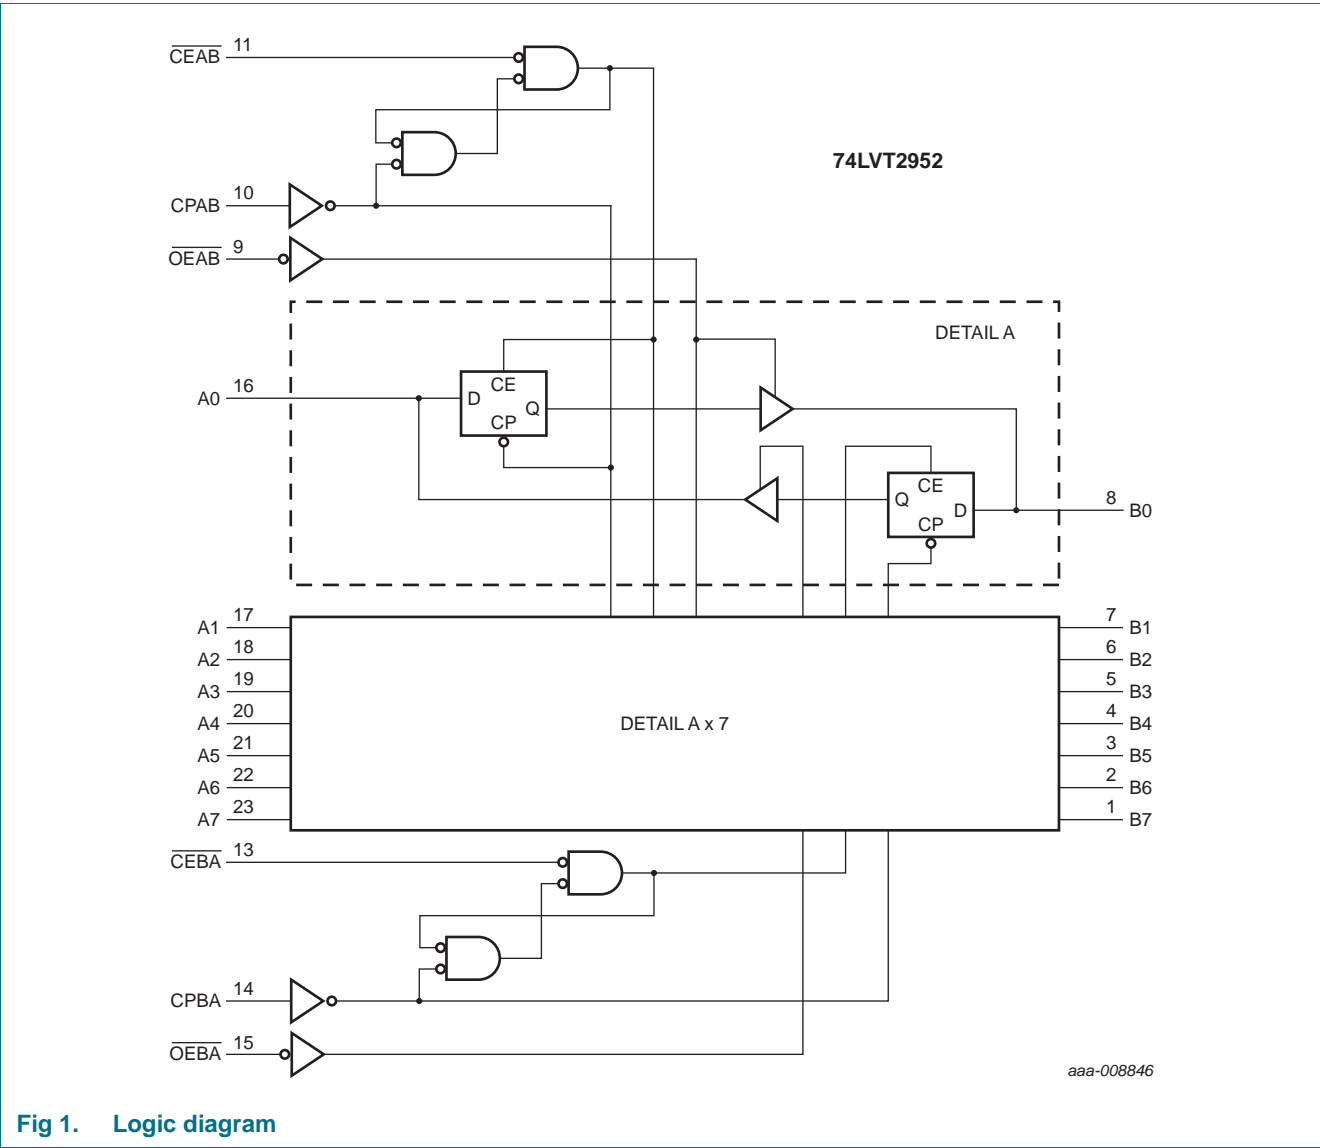 CEAB 11
74LVT2952
CPAB 10
OEAB 9
DETAIL A
A0 16
D CE CP Q
Q CE CP D
8 B0
A1 17
A2 18
A3 19
A4 20
A5 21
A6 22
A7 23
DETAIL A x 7
7 B1
6 B2
5 B3
4 B4
3 B5
2 B6
1 B7
CEBA 13
CPBA 14
OEBA 15
aaa-008846
Fig 1. Logic diagram